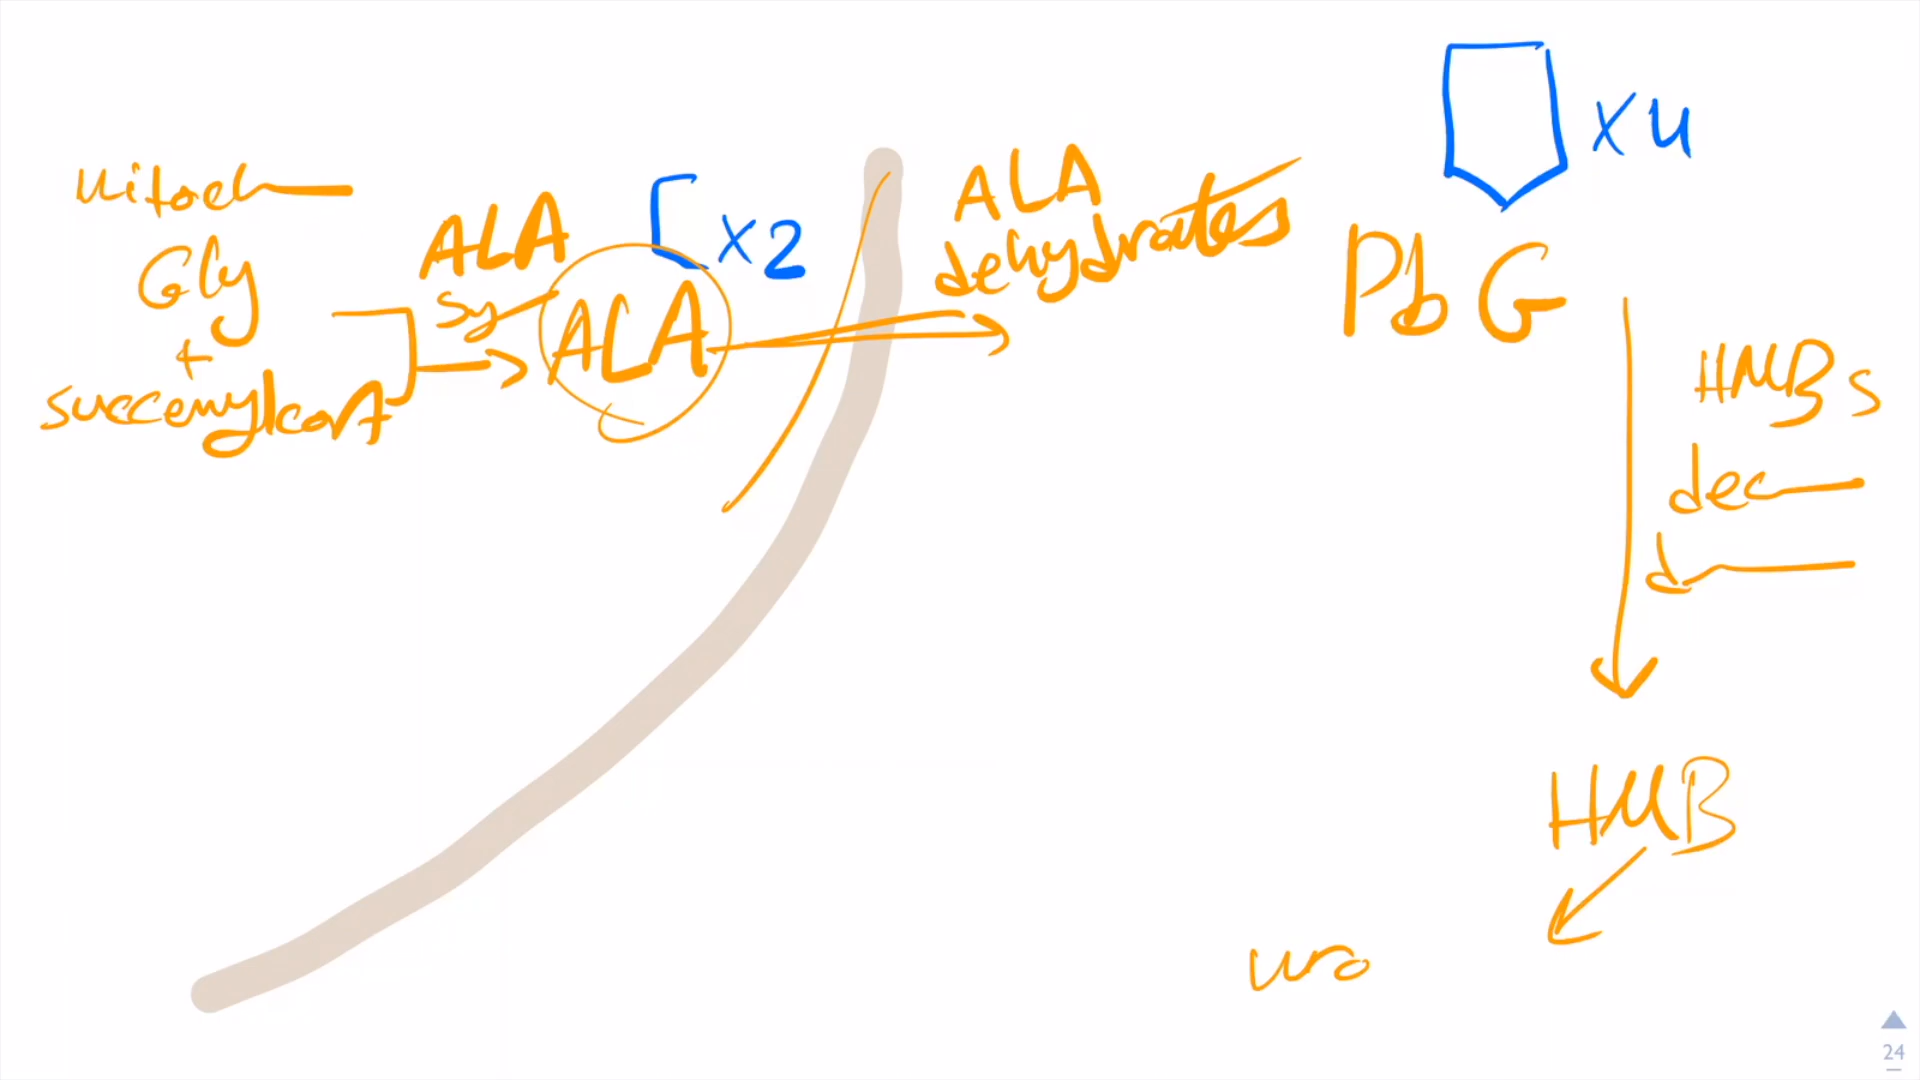 Mitoch
Gly
+
succenylcoA
ALA
Sy
ALA
x2
ALA
dehydrates
x4
PbG
HMBs
dec
d
HMB
uro
24